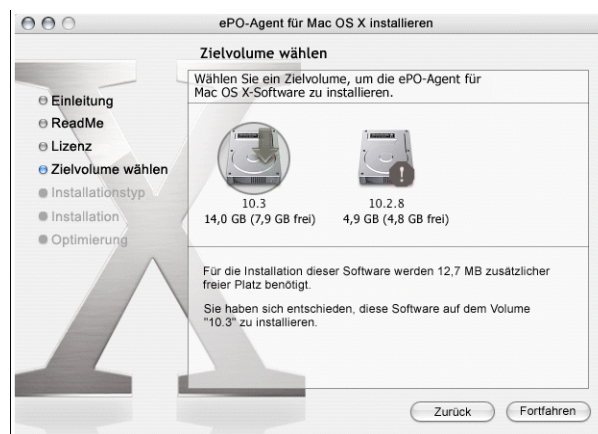 ePO-Agent für Mac OS X installieren
Zielvolume wählen
Einleitung
ReadMe
Lizenz
Zielvolume wählen
Installationstyp
Installation
Optimierung
Wählen Sie ein Zielvolume, um die ePO-Agent für
Mac OS X-Software zu installieren.
10.3
14,0 GB (7,9 GB frei)
10.2.8
4,9 GB (4,8 GB frei)
Für die Installation dieser Software werden 12,7 MB zusätzlicher
freier Platz benötigt.
Sie haben sich entschieden, diese Software auf dem Volume
"10.3" zu installieren.
Zurück
Fortfahren